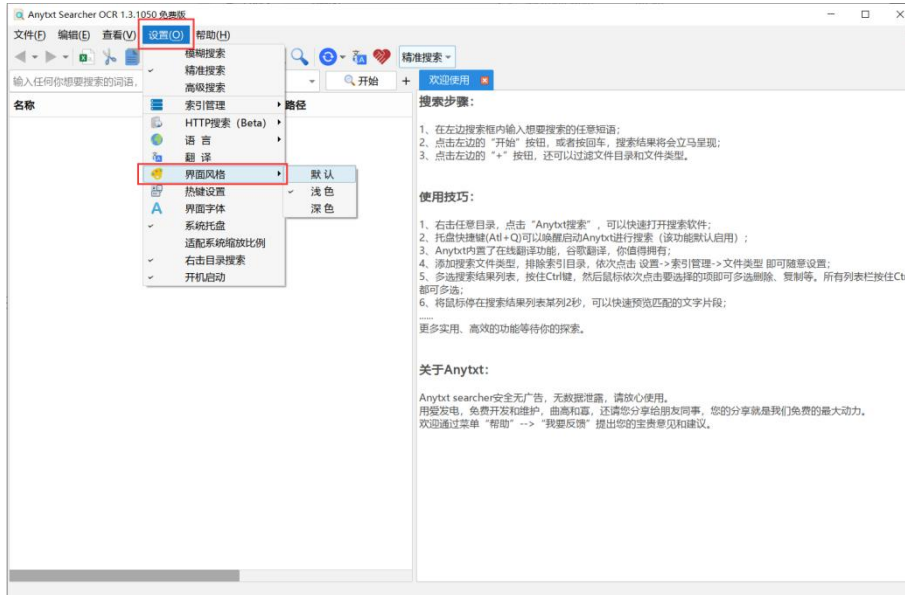 Anytxt Searcher OCR 1.3.1050 免费版
文件(F) 编辑(E) 查看(V) 设置(O) 帮助(H)
精准搜索
输入任何你想要搜索的词语，
开始
+
欢迎使用
名称
路径
模糊搜索
精准搜索
高级搜索
索引管理
HTTP搜索（Beta）
语 言
翻 译
界面风格
热键设置
界面字体
系统托盘
适配系统缩放比例
右击目录搜索
开机启动
默 认
浅 色
深 色
搜索步骤：
1、在左边搜索框内输入想要搜索的任意短语；
2、点击左边的“开始”按钮，或者按回车，搜索结果将会立马呈现；
3、点击左边的“+”按钮，还可以过滤文件目录和文件类型。
使用技巧：
1、右击任意目录，点击“Anytxt搜索”，可以快速打开搜索软件；
2、托盘快捷键(Atl+Q)可以唤醒启动Anytxt进行搜索（该功能默认启用）；
3、Anytxt内置了在线翻译功能，谷歌翻译，你值得拥有；
4、添加搜索文件类型，排除索引目录，依次点击 设置->索引管理->文件类型 即可随意设置；
5、多选搜索结果列表，按住Ctrl键，然后鼠标依次点击要选择的项即可多选删除、复制等。所有列表栏按住Ctr
都可多选；
6、将鼠标停在搜索结果列表某列2秒，可以快速预览匹配的文字片段；
......
更多实用、高效的功能等待你的探索。
关于Anytxt：
Anytxt searcher安全无广告，无数据泄露，请放心使用。
用爱发电，免费开发和维护，曲高和寡，还请您分享给朋友同事，您的分享就是我们免费的最大动力。
欢迎通过菜单“帮助”-->“我要反馈”提出您的宝贵意见和建议。